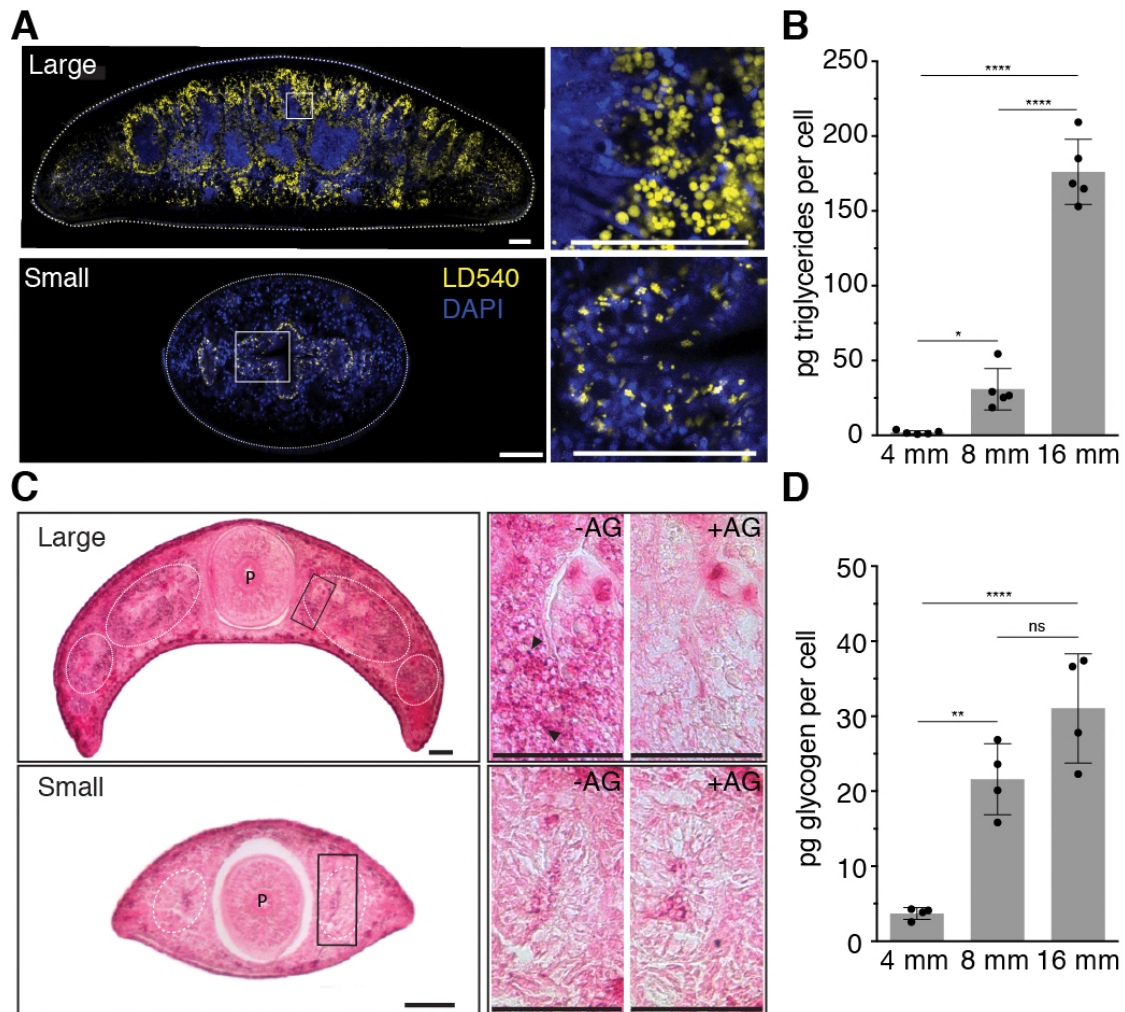 A
Large
Small
LD540
DAPI
B
pg triglycerides per cell
250
200
150
100
50
0
****
****
*
4 mm 8 mm 16 mm
C
Large
P
-AG
+AG
Small
P
-AG
+AG
D
pg glycogen per cell
50
40
30
20
10
0
****
ns
**
4 mm 8 mm 16 mm